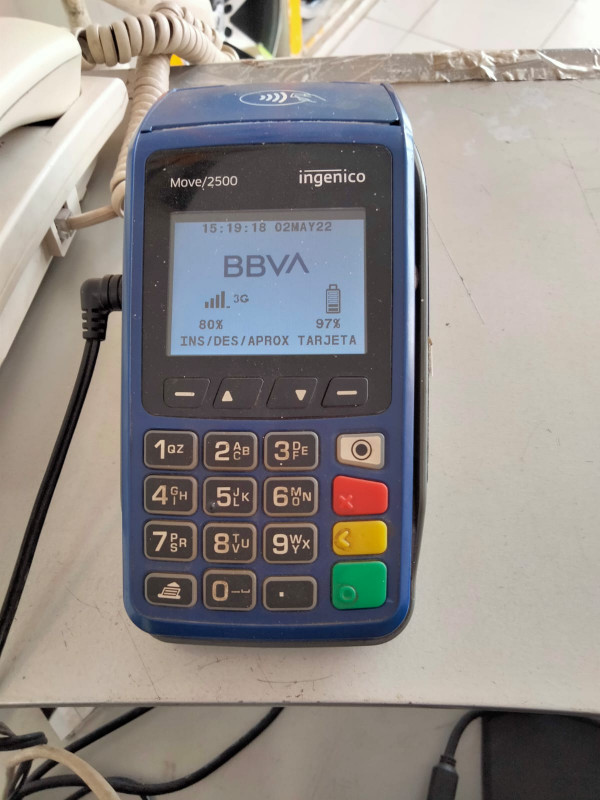 Move/2500 ingenico
15:19:18 02MAY22
BBVA
3G
80% 97%
INS/DES/APROX TARJETA
1QZ 2ABC 3DEF
4GHI 5JKL 6MNO
7PRS 8TUV 9WXY
0 .